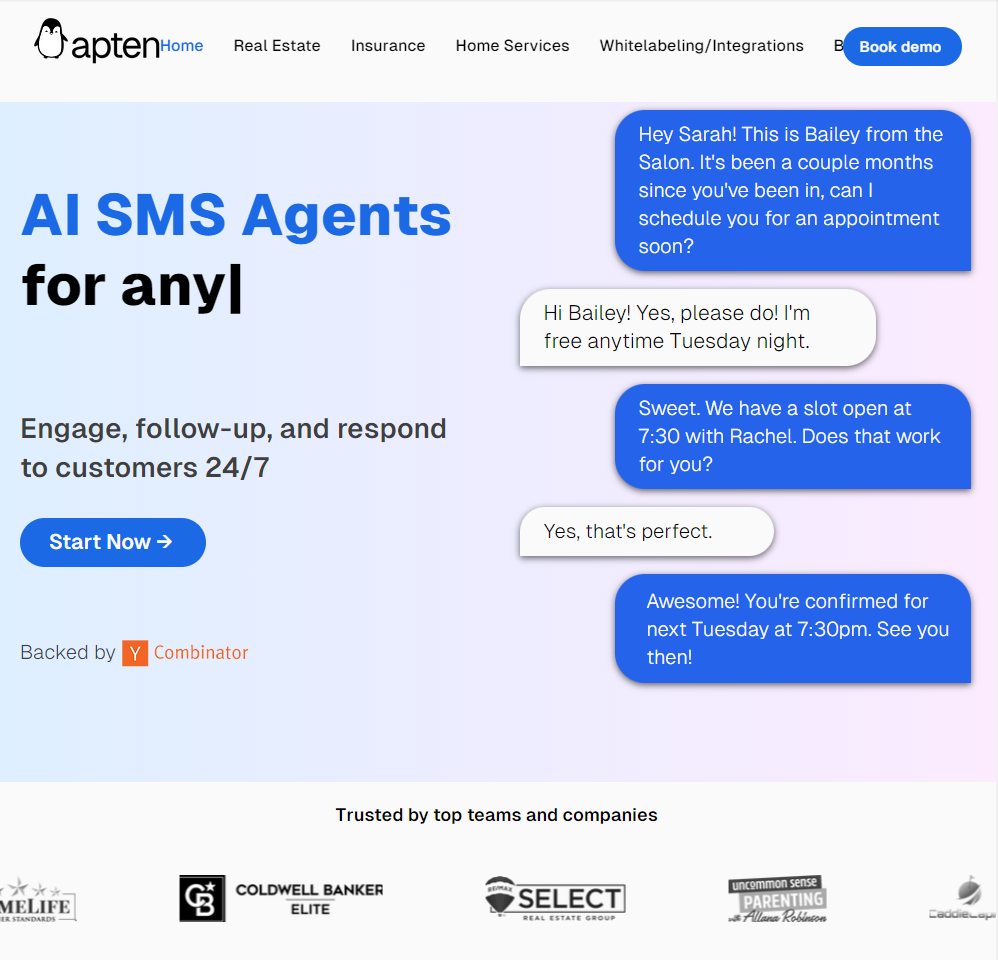 apten
Home Real Estate Insurance Home Services Whitelabeling/Integrations B
Book demo
AI SMS Agents
for any|
Engage, follow-up, and respond
to customers 24/7
Start Now →
Backed by Y Combinator
Hey Sarah! This is Bailey from the
Salon. It's been a couple months
since you've been in, can I
schedule you for an appointment
soon?
Hi Bailey! Yes, please do! I'm
free anytime Tuesday night.
Sweet. We have a slot open at
7:30 with Rachel. Does that work
for you?
Yes, that's perfect.
Awesome! You're confirmed for
next Tuesday at 7:30pm. See you
then!
Trusted by top teams and companies
MELIFE
ER STANDARDS
CB
COLDWELL BANKER
ELITE
RE/MAX
SELECT
REAL ESTATE GROUP
uncommon sense
PARENTING
with Allana Robinson